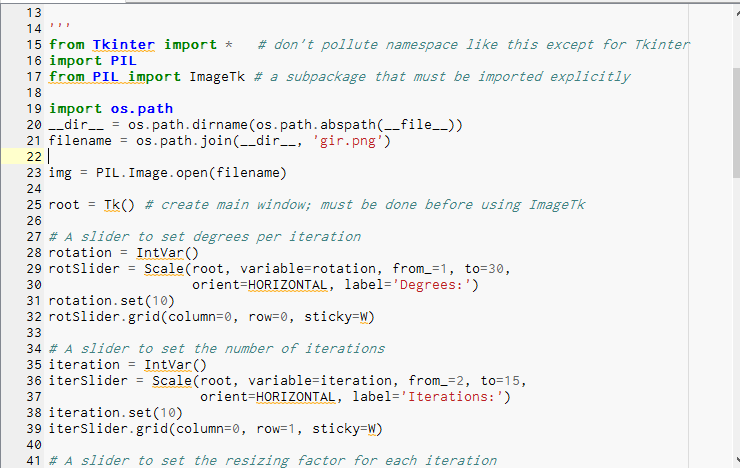 13
14 '''
15 from Tkinter import *   # don't pollute namespace like this except for Tkinter
16 import PIL
17 from PIL import ImageTk # a subpackage that must be imported explicitly
18
19 import os.path
20 __dir__ = os.path.dirname(os.path.abspath(__file__))
21 filename = os.path.join(__dir__, 'gir.png')
22
23 img = PIL.Image.open(filename)
24
25 root = Tk() # create main window; must be done before using ImageTk
26
27 # A slider to set degrees per iteration
28 rotation = IntVar()
29 rotSlider = Scale(root, variable=rotation, from_=1, to=30,
30                   orient=HORIZONTAL, label='Degrees:')
31 rotation.set(10)
32 rotSlider.grid(column=0, row=0, sticky=W)
33
34 # A slider to set the number of iterations
35 iteration = IntVar()
36 iterSlider = Scale(root, variable=iteration, from_=2, to=15,
37                    orient=HORIZONTAL, label='Iterations:')
38 iteration.set(10)
39 iterSlider.grid(column=0, row=1, sticky=W)
40
41 # A slider to set the resizing factor for each iteration